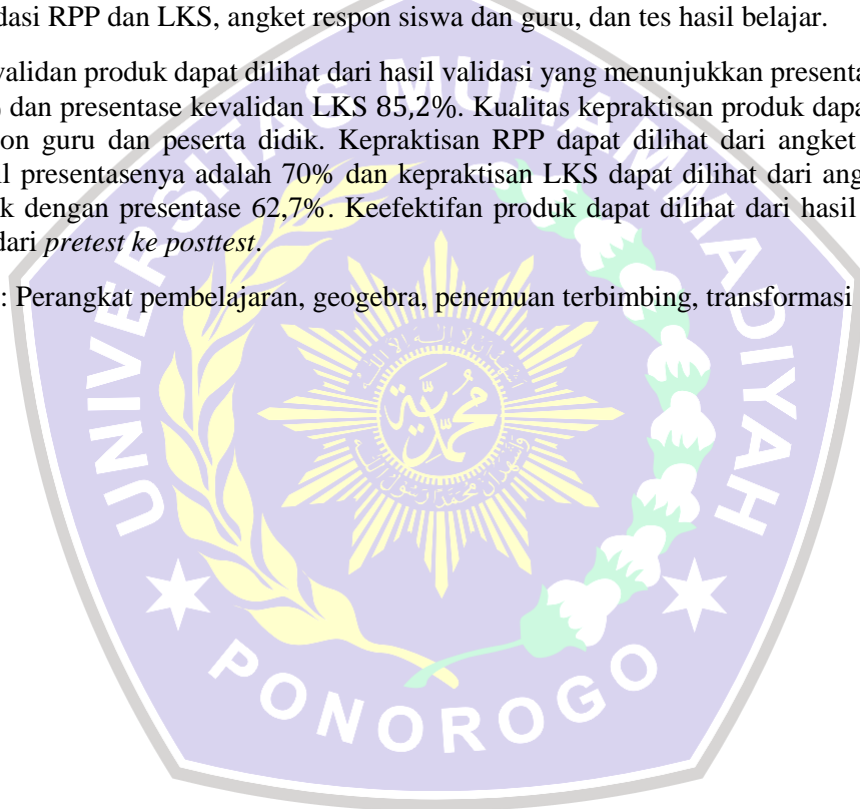 dasi RPP dan LKS, angket respon siswa dan guru, dan tes hasil belajar.
validan produk dapat dilihat dari hasil validasi yang menunjukkan presenta
dan presentase kevalidan LKS 85,2%. Kualitas kepraktisan produk dapa
on guru dan peserta didik. Kepraktisan RPP dapat dilihat dari angket
il presentasenya adalah 70% dan kepraktisan LKS dapat dilihat dari ang
k dengan presentase 62,7%. Keefektifan produk dapat dilihat dari hasil
dari pretest ke posttest.
: Perangkat pembelajaran, geogebra, penemuan terbimbing, transformasi
UNIVERSITAS MUHAMMADIYAH
PONOROGO